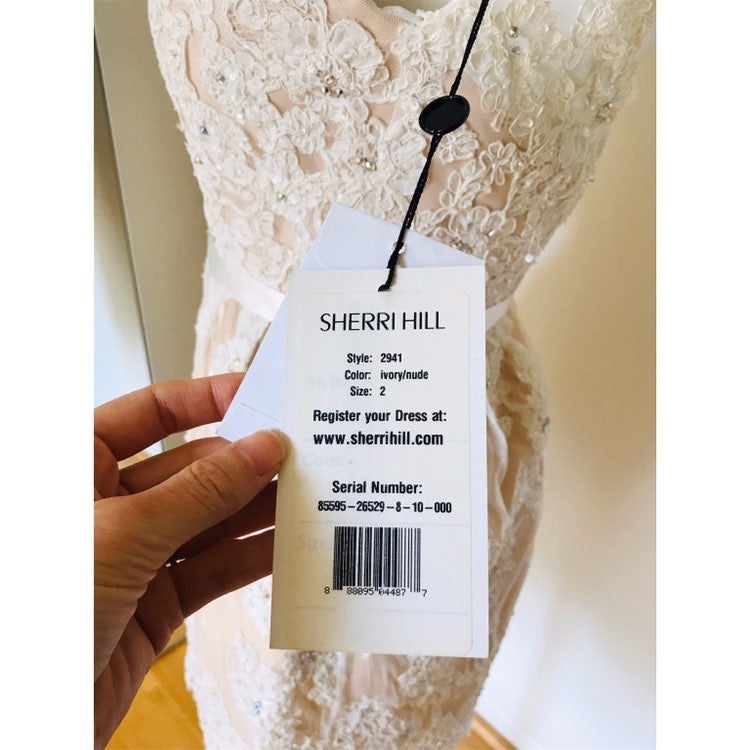 SHERRI HILL
Style: 2941
Color: ivory/nude
Size: 2
Register your Dress at:
www.sherrihill.com
Serial Number:
85595-26529-8-10-000
8 88095 04487 7